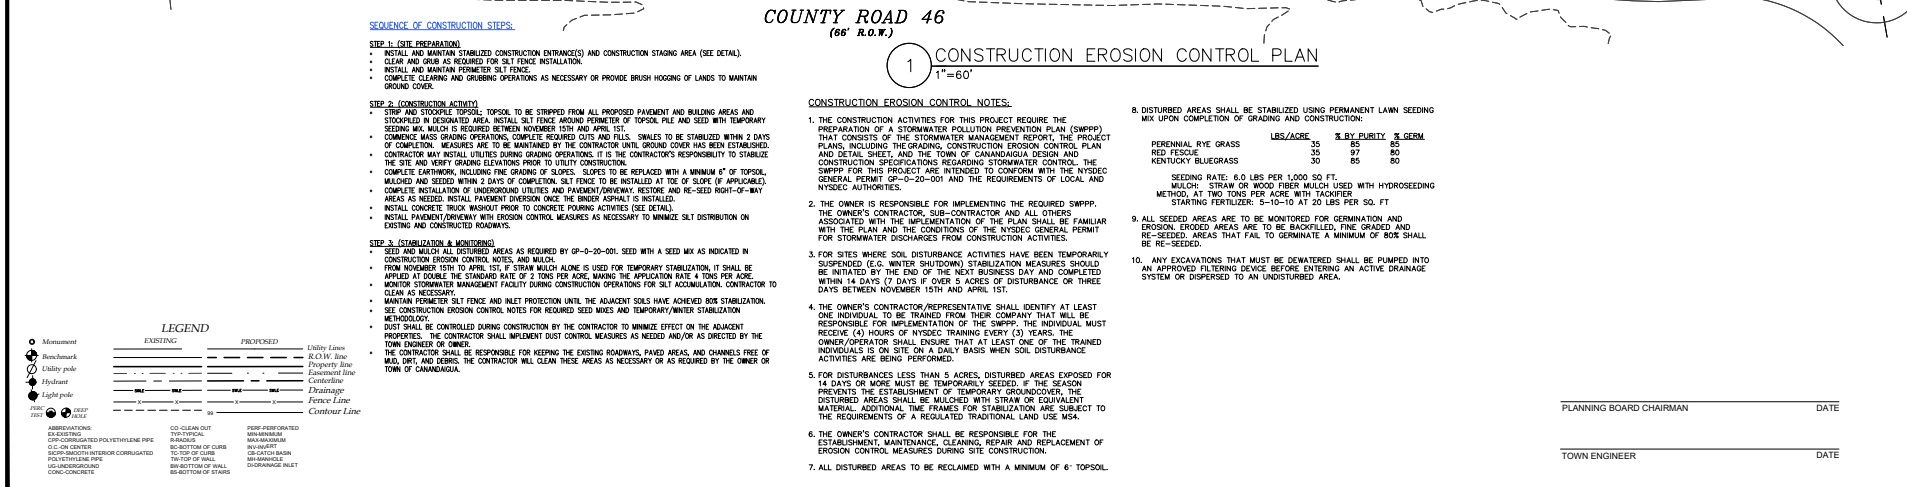 COUNTY ROAD 46
(66' R.O.W.)
1
CONSTRUCTION EROSION CONTROL PLAN
1"=60'
SEQUENCE OF CONSTRUCTION STEPS:
STEP 1: (SITE PREPARATION)
• INSTALL AND MAINTAIN STABILIZED CONSTRUCTION ENTRANCE(S) AND CONSTRUCTION STAGING AREA (SEE DETAIL).
• CLEAR AND GRUB AS REQUIRED FOR SILT FENCE INSTALLATION.
• INSTALL AND MAINTAIN PERIMETER SILT FENCE.
• COMPLETE CLEARING AND GRUBBING OPERATIONS AS NECESSARY OR PROVIDE BRUSH HOGGING OF LANDS TO MAINTAIN
GROUND COVER.
STEP 2: (CONSTRUCTION ACTIVITY)
• STRIP AND STOCKPILE TOPSOIL; TOPSOIL TO BE STRIPPED FROM ALL PROPOSED PAVEMENT AND BUILDING AREAS AND
STOCKPILED IN DESIGNATED AREA. INSTALL SILT FENCE AROUND PERIMETER OF TOPSOIL PILE AND SEED WITH TEMPORARY
SEEDING MIX. MULCH IS REQUIRED BETWEEN NOVEMBER 15TH AND APRIL 1ST.
• COMMENCE MASS GRADING OPERATIONS, COMPLETE REQUIRED CUTS AND FILLS. SWALES TO BE STABILIZED WITHIN 2 DAYS
OF COMPLETION. MEASURES ARE TO BE MAINTAINED BY THE CONTRACTOR UNTIL GROUND COVER HAS BEEN ESTABLISHED.
• CONTRACTOR MAY INSTALL UTILITIES DURING GRADING OPERATIONS. IT IS THE CONTRACTOR'S RESPONSIBILITY TO STABILIZE
THE SITE AND VERIFY GRADING ELEVATIONS PRIOR TO UTILITY CONSTRUCTION.
• COMPLETE EARTHWORK, INCLUDING FINE GRADING OF SLOPES. SLOPES TO BE REPLACED WITH A MINIMUM 6" OF TOPSOIL,
MULCHED AND SEEDED WITHIN 2 DAYS OF COMPLETION. SILT FENCE TO BE INSTALLED AT TOE OF SLOPE (IF APPLICABLE).
• COMPLETE INSTALLATION OF UNDERGROUND UTILITIES AND PAVEMENT/DRIVEWAY. RESTORE AND RE-SEED RIGHT-OF-WAY
AREAS AS NEEDED. INSTALL PAVEMENT DIVERSION ONCE THE BINDER ASPHALT IS INSTALLED.
• INSTALL CONCRETE TRUCK WASHOUT PRIOR TO CONCRETE POURING ACTIVITIES (SEE DETAIL).
• INSTALL PAVEMENT/DRIVEWAY WITH EROSION CONTROL MEASURES AS NECESSARY TO MINIMIZE SILT DISTRIBUTION ON
EXISTING AND CONSTRUCTED ROADWAYS.
STEP 3: (STABILIZATION & MONITORING)
• SEED AND MULCH ALL DISTURBED AREAS AS REQUIRED BY GP-0-20-001. SEED WITH A SEED MIX AS INDICATED IN
CONSTRUCTION EROSION CONTROL NOTES, AND MULCH.
• FROM NOVEMBER 15TH TO APRIL 1ST, IF STRAW MULCH ALONE IS USED FOR TEMPORARY STABILIZATION, IT SHALL BE
APPLIED AT DOUBLE THE STANDARD RATE OF 2 TONS PER ACRE, MAKING THE APPLICATION RATE 4 TONS PER ACRE.
• MONITOR STORMWATER MANAGEMENT FACILITY DURING CONSTRUCTION OPERATIONS FOR SILT ACCUMULATION. CONTRACTOR TO
CLEAN AS NECESSARY.
• MAINTAIN PERIMETER SILT FENCE AND INLET PROTECTION UNTIL THE ADJACENT SOILS HAVE ACHIEVED 80% STABILIZATION.
• SEE CONSTRUCTION EROSION CONTROL NOTES FOR REQUIRED SEED MIXES AND TEMPORARY/WINTER STABILIZATION
METHODOLOGY.
• DUST SHALL BE CONTROLLED DURING CONSTRUCTION BY THE CONTRACTOR TO MINIMIZE EFFECT ON THE ADJACENT
PROPERTIES. THE CONTRACTOR SHALL IMPLEMENT DUST CONTROL MEASURES AS NEEDED AND/OR AS DIRECTED BY THE
TOWN ENGINEER OR OWNER.
• THE CONTRACTOR SHALL BE RESPONSIBLE FOR KEEPING THE EXISTING ROADWAYS, PAVED AREAS, AND CHANNELS FREE OF
MUD, DIRT, AND DEBRIS. THE CONTRACTOR WILL CLEAN THESE AREAS AS NECESSARY OR AS REQUIRED BY THE OWNER OR
TOWN OF CANANDAIGUA.
CONSTRUCTION EROSION CONTROL NOTES:
1. THE CONSTRUCTION ACTIVITIES FOR THIS PROJECT REQUIRE THE
PREPARATION OF A STORMWATER POLLUTION PREVENTION PLAN (SWPPP)
THAT CONSISTS OF THE STORMWATER MANAGEMENT REPORT, THE PROJECT
PLANS, INCLUDING THE GRADING, CONSTRUCTION EROSION CONTROL PLAN
AND DETAIL SHEET, AND THE TOWN OF CANANDAIGUA DESIGN AND
CONSTRUCTION SPECIFICATIONS REGARDING STORMWATER CONTROL. THE
SWPPP FOR THIS PROJECT ARE INTENDED TO CONFORM WITH THE NYSDEC
GENERAL PERMIT GP-0-20-001 AND THE REQUIREMENTS OF LOCAL AND
NYSDEC AUTHORITIES.
2. THE OWNER IS RESPONSIBLE FOR IMPLEMENTING THE REQUIRED SWPPP.
THE OWNER'S CONTRACTOR, SUB-CONTRACTOR AND ALL OTHERS
ASSOCIATED WITH THE IMPLEMENTATION OF THE PLAN SHALL BE FAMILIAR
WITH THE PLAN AND THE CONDITIONS OF THE NYSDEC GENERAL PERMIT
FOR STORMWATER DISCHARGES FROM CONSTRUCTION ACTIVITIES.
3. FOR SITES WHERE SOIL DISTURBANCE ACTIVITIES HAVE BEEN TEMPORARILY
SUSPENDED (E.G. WINTER SHUTDOWN) STABILIZATION MEASURES SHOULD
BE INITIATED BY THE END OF THE NEXT BUSINESS DAY AND COMPLETED
WITHIN 14 DAYS (7 DAYS IF OVER 5 ACRES OF DISTURBANCE OR THREE
DAYS BETWEEN NOVEMBER 15TH AND APRIL 1ST.
4. THE OWNER'S CONTRACTOR/REPRESENTATIVE SHALL IDENTIFY AT LEAST
ONE INDIVIDUAL TO BE TRAINED FROM THEIR COMPANY THAT WILL BE
RESPONSIBLE FOR IMPLEMENTATION OF THE SWPPP. THE INDIVIDUAL MUST
RECEIVE (4) HOURS OF NYSDEC TRAINING EVERY (3) YEARS. THE
OWNER/OPERATOR SHALL ENSURE THAT AT LEAST ONE OF THE TRAINED
INDIVIDUALS IS ON SITE ON A DAILY BASIS WHEN SOIL DISTURBANCE
ACTIVITIES ARE BEING PERFORMED.
5. FOR DISTURBANCES LESS THAN 5 ACRES, DISTURBED AREAS EXPOSED FOR
14 DAYS OR MORE MUST BE TEMPORARILY SEEDED. IF THE SEASON
PREVENTS THE ESTABLISHMENT OF TEMPORARY GROUNDCOVER, THE
DISTURBED AREAS SHALL BE MULCHED WITH STRAW OR EQUIVALENT
MATERIAL. ADDITIONAL TIME FRAMES FOR STABILIZATION ARE SUBJECT TO
THE REQUIREMENTS OF A REGULATED TRADITIONAL LAND USE MS4.
6. THE OWNER'S CONTRACTOR SHALL BE RESPONSIBLE FOR THE
ESTABLISHMENT, MAINTENANCE, CLEANING, REPAIR AND REPLACEMENT OF
EROSION CONTROL MEASURES DURING SITE CONSTRUCTION.
7. ALL DISTURBED AREAS TO BE RECLAIMED WITH A MINIMUM OF 6" TOPSOIL.
8. DISTURBED AREAS SHALL BE STABILIZED USING PERMANENT LAWN SEEDING
MIX UPON COMPLETION OF GRADING AND CONSTRUCTION:
LBS/ACRE % BY PURITY % GERM
PERENNIAL RYE GRASS 35 85 85
RED FESCUE 35 97 80
KENTUCKY BLUEGRASS 30 85 80
SEEDING RATE: 6.0 LBS PER 1,000 SQ FT.
MULCH: STRAW OR WOOD FIBER MULCH USED WITH HYDROSEEDING
METHOD, AT TWO TONS PER ACRE WITH TACKIFIER
STARTING FERTILIZER: 5-10-10 AT 20 LBS PER SQ. FT
9. ALL SEEDED AREAS ARE TO BE MONITORED FOR GERMINATION AND
EROSION. ERODED AREAS ARE TO BE BACKFILLED, FINE GRADED AND
RE-SEEDED. AREAS THAT FAIL TO GERMINATE A MINIMUM OF 80% SHALL
BE RE-SEEDED.
10. ANY EXCAVATIONS THAT MUST BE DEWATERED SHALL BE PUMPED INTO
AN APPROVED FILTERING DEVICE BEFORE ENTERING AN ACTIVE DRAINAGE
SYSTEM OR DISPERSED TO AN UNDISTURBED AREA.
LEGEND
EXISTING PROPOSED
Monument
Benchmark
Utility pole
Hydrant
Light pole
PERC TEST
DEEP HOLE
Utility Lines
R.O.W. line
Property line
Easement line
Centerline
Drainage
Fence Line
99 Contour Line
ABBREVIATIONS:
EX-EXISTING
CPP-CORRUGATED POLYETHYLENE PIPE
O.C.-ON CENTER
SICPP-SMOOTH INTERIOR CORRUGATED
POLYETHYLENE PIPE
UG-UNDERGROUND
CONC-CONCRETE
CO-CLEAN OUT
TYP-TYPICAL
R-RADIUS
BC-BOTTOM OF CURB
TC-TOP OF CURB
TW-TOP OF WALL
BW-BOTTOM OF WALL
BS-BOTTOM OF STAIRS
PERF-PERFORATED
MIN-MINIMUM
MAX-MAXIMUM
INV-INVERT
CB-CATCH BASIN
MH-MANHOLE
DI-DRAINAGE INLET
PLANNING BOARD CHAIRMAN DATE
TOWN ENGINEER DATE